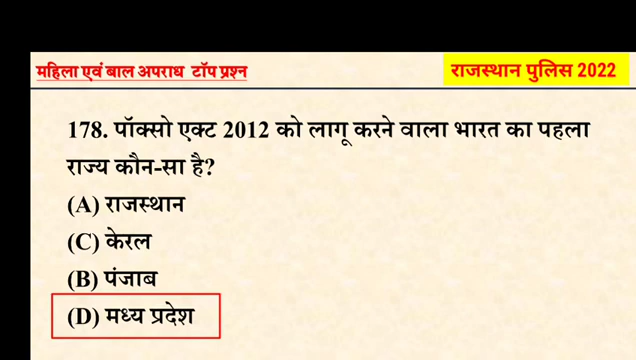 महिला एवं बाल अपराध टॉप प्रश्न
राजस्थान पुलिस 2022
178. पॉक्सो एक्ट 2012 को लागू करने वाला भारत का पहला
राज्य कौन-सा है?
(A) राजस्थान
(C) केरल
(B) पंजाब
(D) मध्य प्रदेश